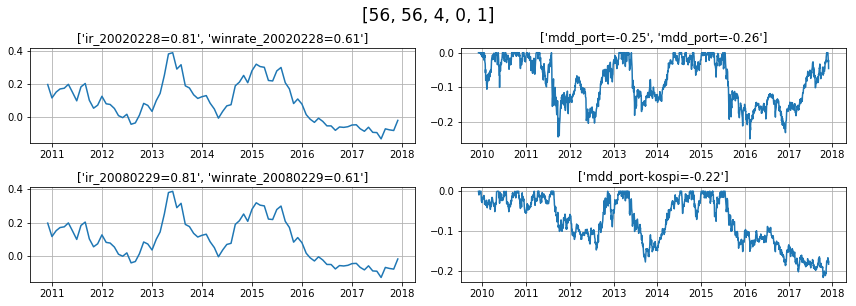 [56, 56, 4, 0, 1]
['ir_20020228=0.81', 'winrate_20020228=0.61']
0.4
0.2
0.0
2011 2012 2013 2014 2015 2016 2017 2018
['mdd_port=-0.25', 'mdd_port=-0.26']
0.0
−0.1
−0.2
2010 2011 2012 2013 2014 2015 2016 2017 2018
['ir_20080229=0.81', 'winrate_20080229=0.61']
0.4
0.2
0.0
2011 2012 2013 2014 2015 2016 2017 2018
['mdd_port-kospi=-0.22']
0.0
−0.1
−0.2
2010 2011 2012 2013 2014 2015 2016 2017 2018